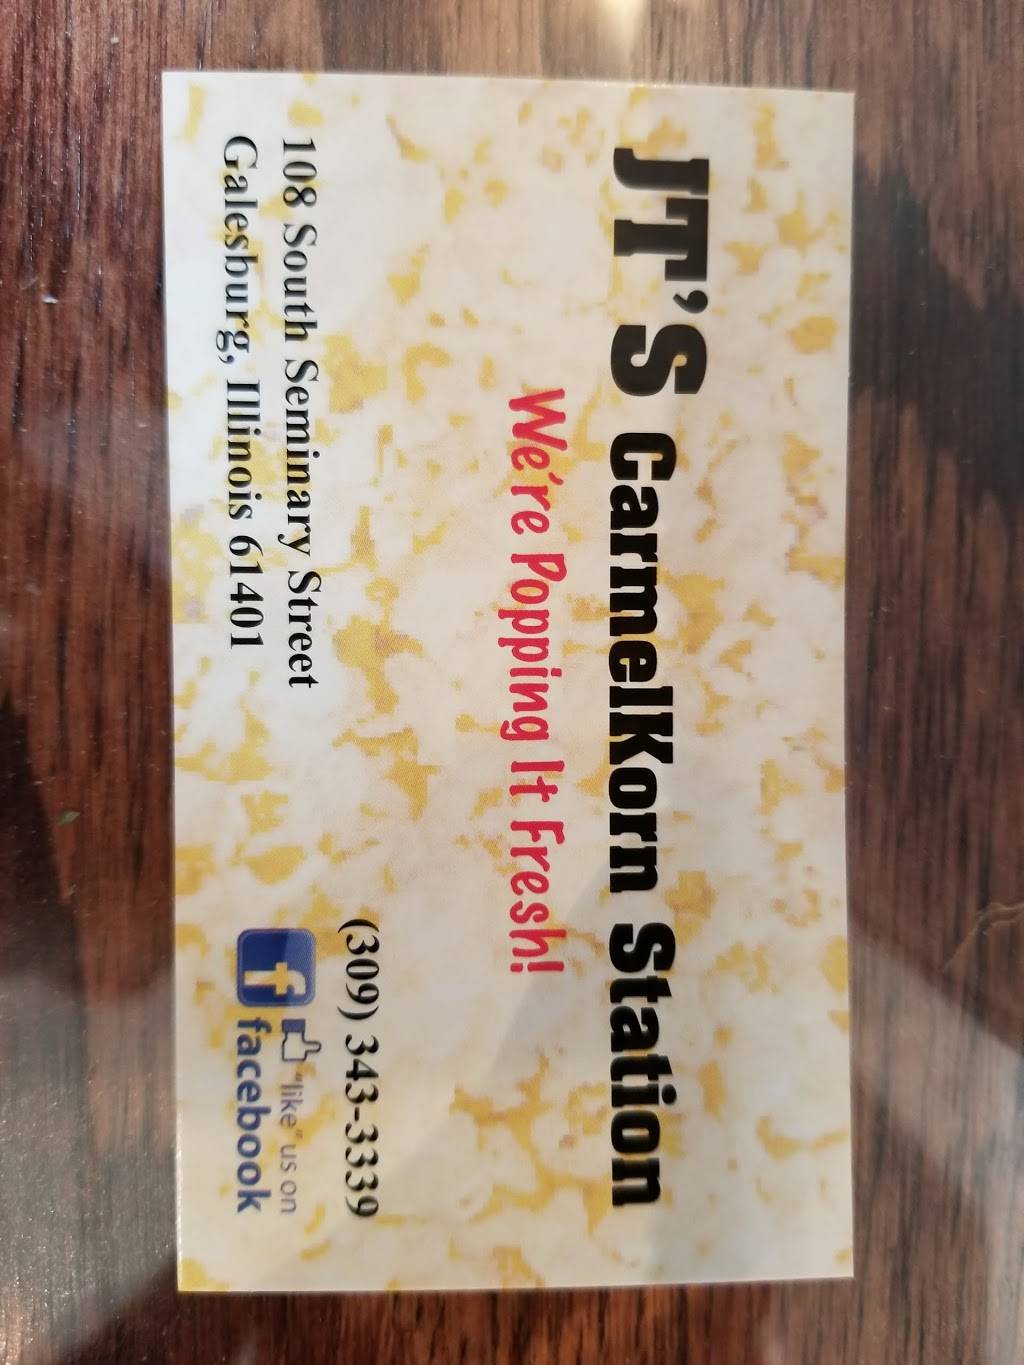 JT'S CarmelKorn Station
We're Popping It Fresh!
108 South Seminary Street
Galesburg, Illinois 61401
(309) 343-3339
f "like" us on
facebook